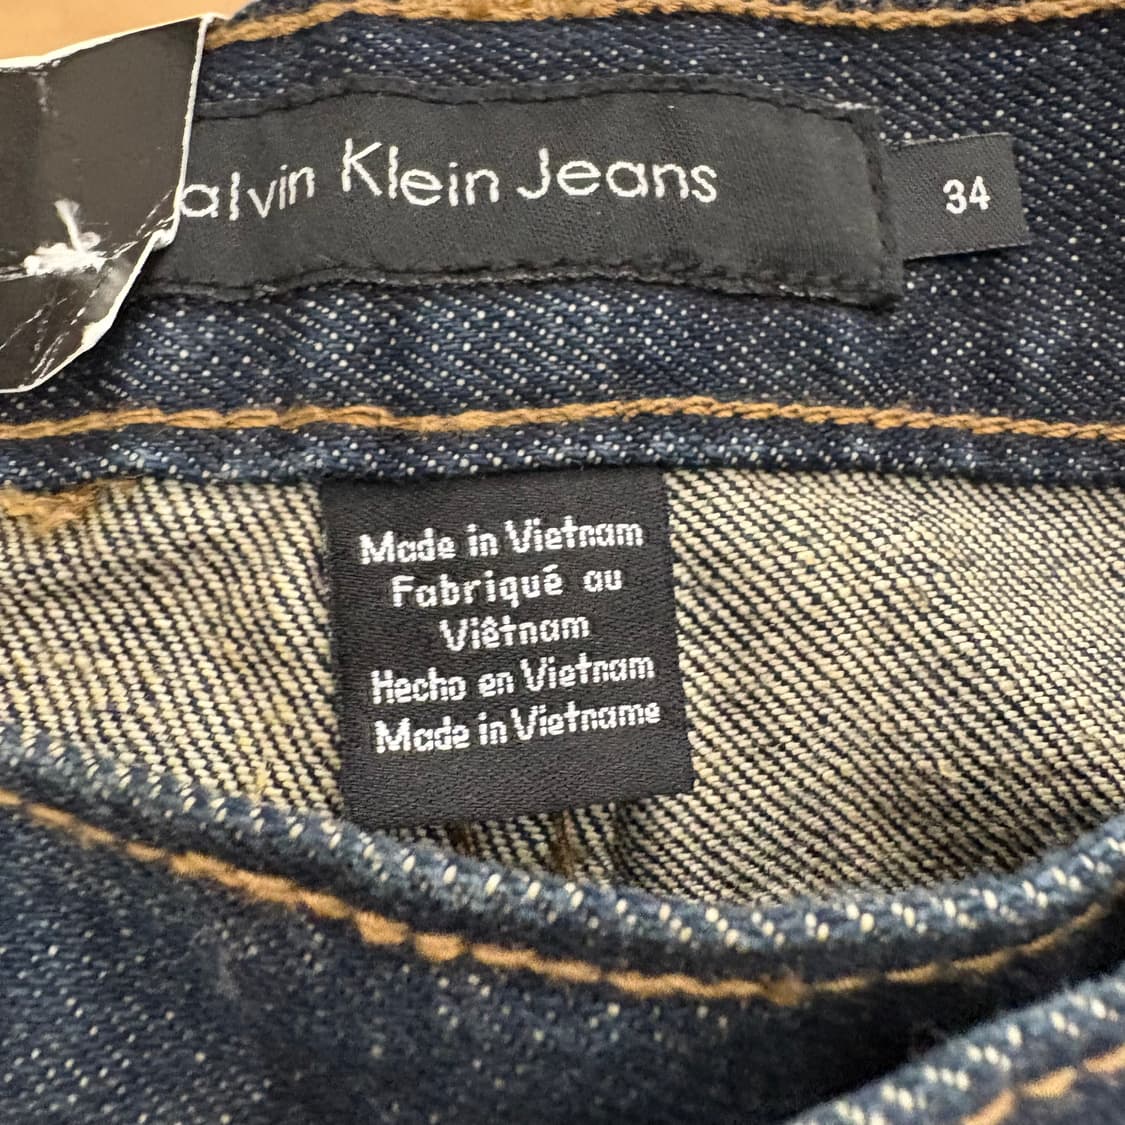 alvin Klein Jeans
34
Made in Vietnam
Fabriqué au
Viêtnam
Hecho en Vietnam
Made in Vietname